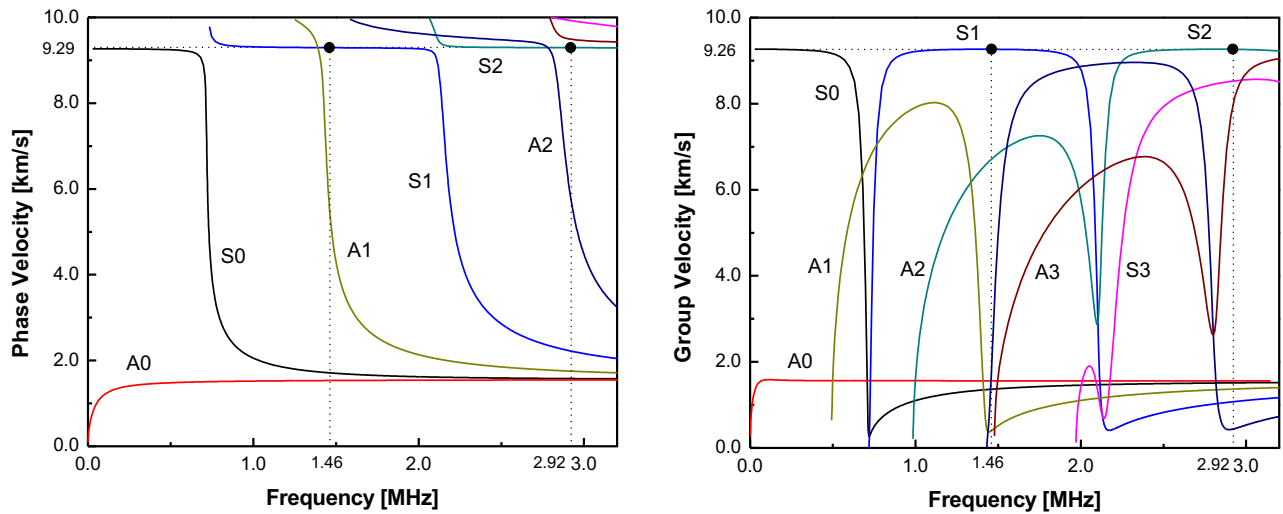 10.0
9.29
8.0
6.0
4.0
2.0
0.0
Phase Velocity [km/s]
S2
A2
S1
S0
A1
A0
0.0
1.0
1.46
2.0
2.92
3.0
Frequency [MHz]
10.0
9.26
8.0
6.0
4.0
2.0
0.0
Group Velocity [km/s]
S1
S2
S0
A1
A2
A3
S3
A0
0.0
1.0
1.46
2.0
2.92
3.0
Frequency [MHz]